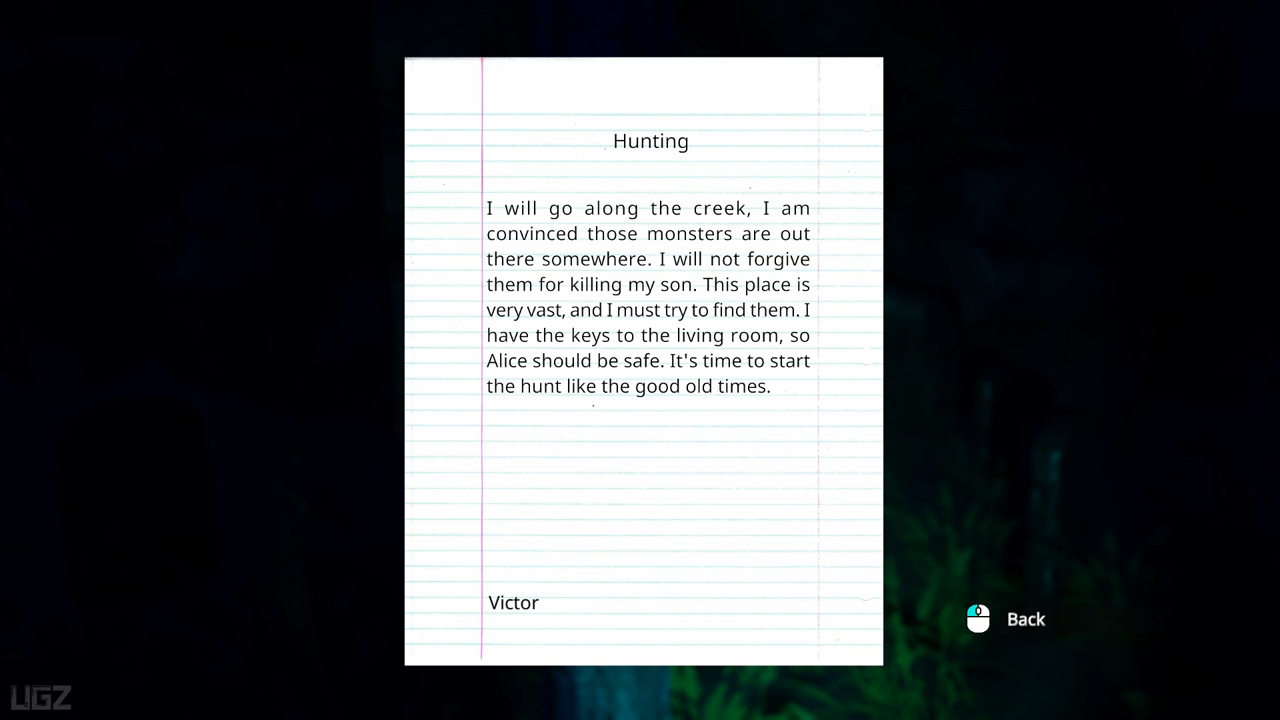 Hunting
I will go along the creek, I am
convinced those monsters are out
there somewhere. I will not forgive
them for killing my son. This place is
very vast, and I must try to find them. I
have the keys to the living room, so
Alice should be safe. It's time to start
the hunt like the good old times.
Victor
Back
UGZ